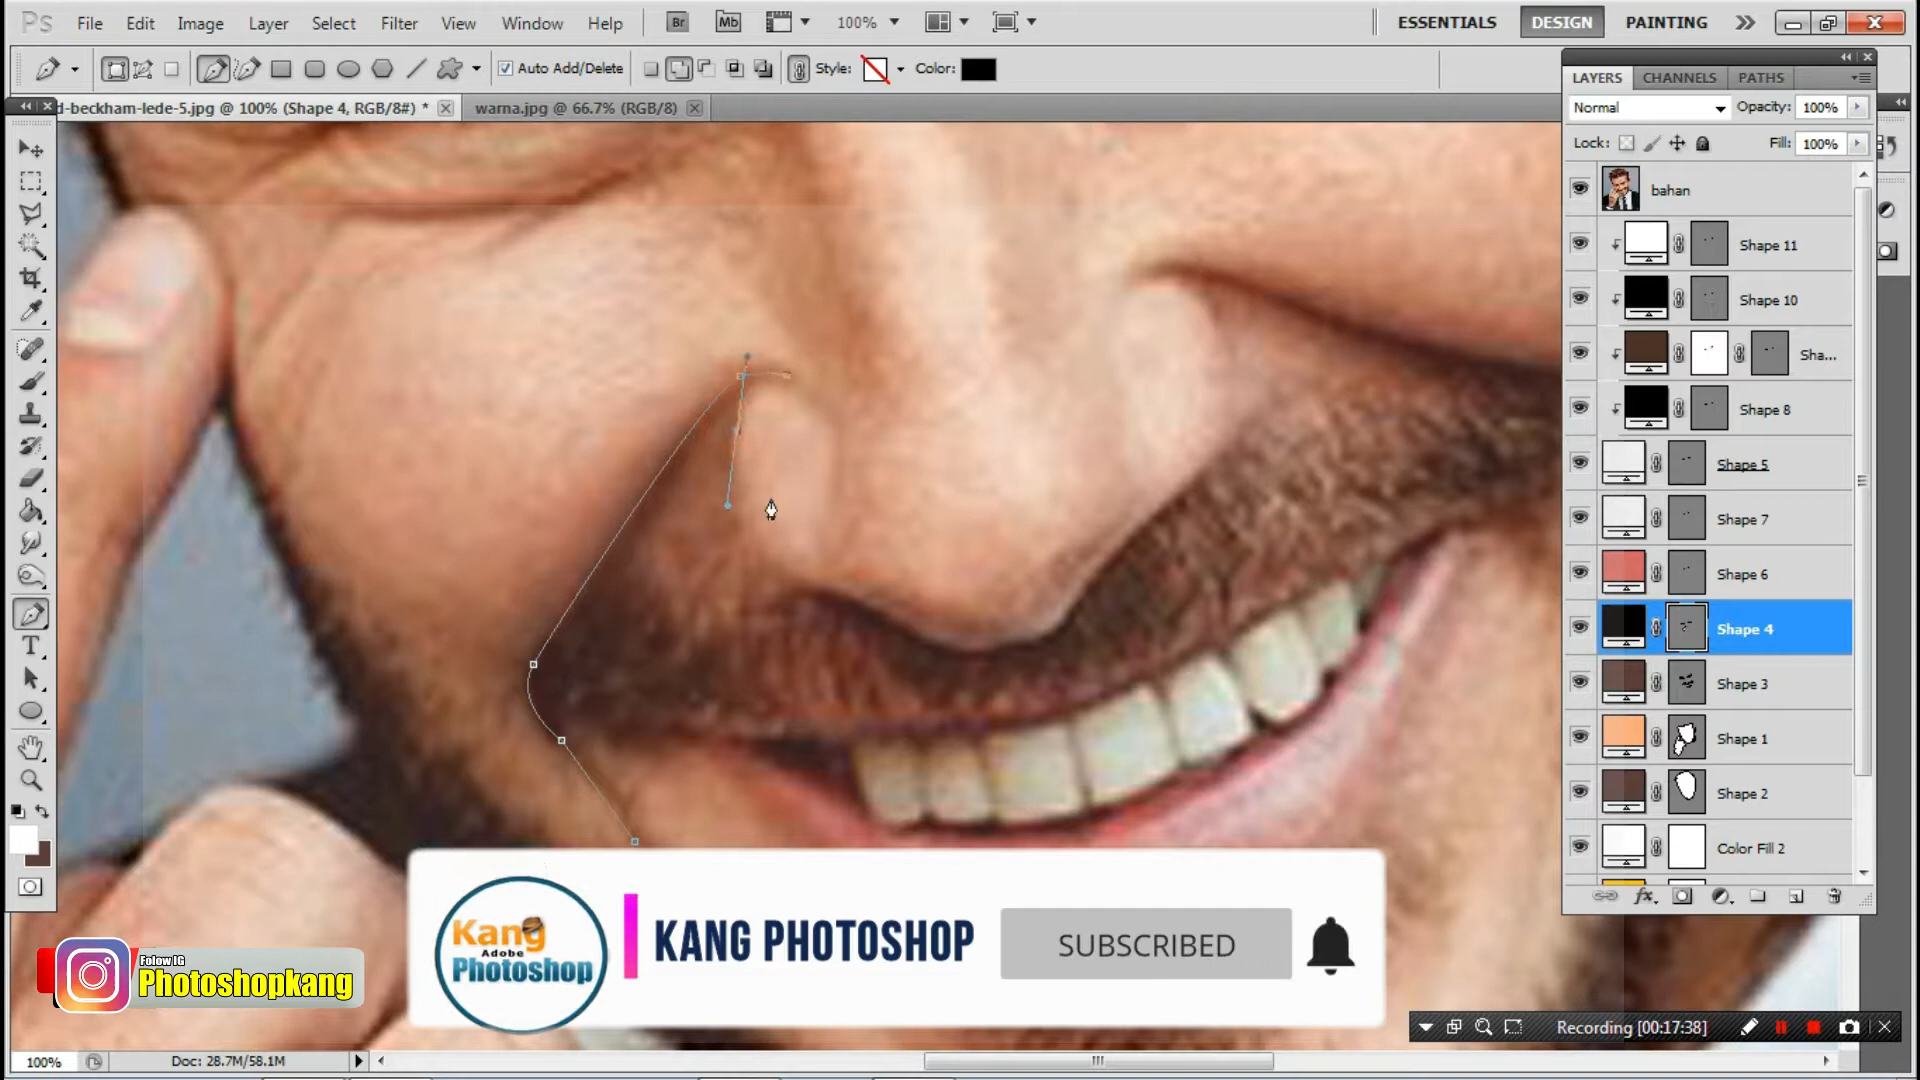 Ps File Edit Image Layer Select Filter View Window Help Br Mb 100% ESSENTIALS DESIGN PAINTING
Auto Add/Delete Style: Color:
d-beckham-lede-5.jpg @ 100% (Shape 4, RGB/8#) * warna.jpg @ 66.7% (RGB/8)
LAYERS CHANNELS PATHS
Normal Opacity: 100%
Lock: Fill: 100%
bahan
Shape 11
Shape 10
Sha...
Shape 8
Shape 5
Shape 7
Shape 6
Shape 4
Shape 3
Shape 1
Shape 2
Color Fill 2
fx
T
Kang
Adobe
Photoshop
KANG PHOTOSHOP
SUBSCRIBED
Folow IG
Photoshopkang
Recording [00:17:38]
100% Doc: 28.7M/58.1M